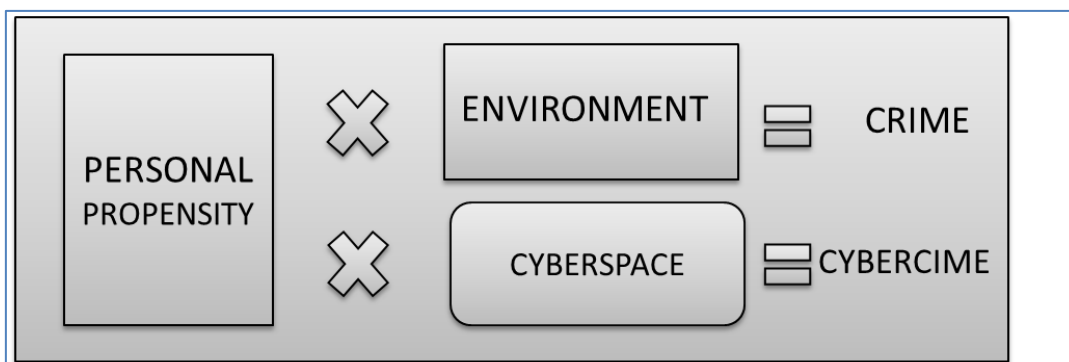 PERSONAL
PROPENSITY
ENVIRONMENT
CRIME
CYBERSPACE
CYBERCIME